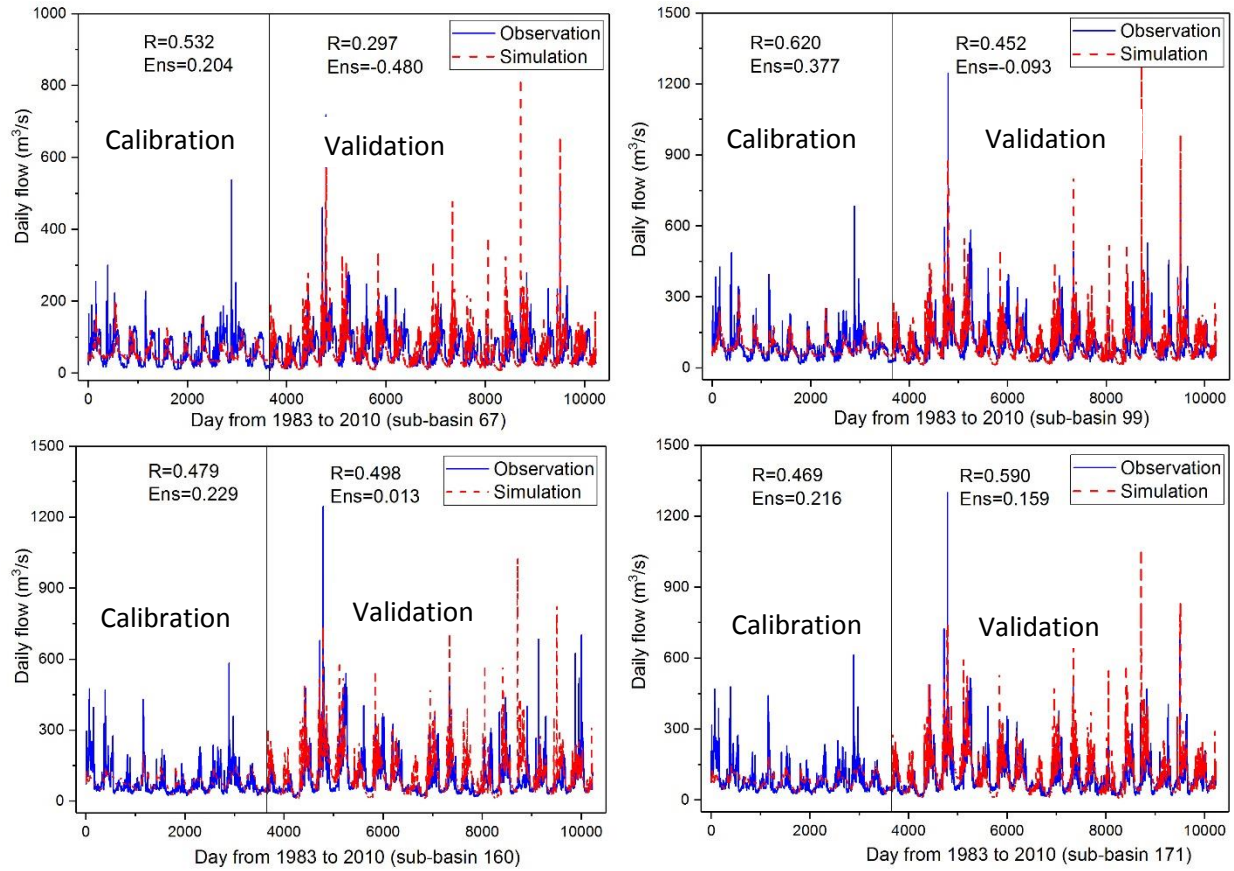 1000
800
600
400
200
0
Daily flow (m³/s)
R=0.532
Ens=0.204
R=0.297
Ens=-0.480
Observation
Simulation
Calibration
Validation
0 2000 4000 6000 8000 10000
Day from 1983 to 2010 (sub-basin 67)
1500
1200
900
600
300
0
Daily flow (m³/s)
R=0.620
Ens=0.377
R=0.452
Ens=-0.093
Observation
Simulation
Calibration
Validation
0 2000 4000 6000 8000 10000
Day from 1983 to 2010 (sub-basin 99)
1500
1200
900
600
300
0
Daily flow (m³/s)
R=0.479
Ens=0.229
R=0.498
Ens=0.013
Observation
Simulation
Calibration
Validation
0 2000 4000 6000 8000 10000
Day from 1983 to 2010 (sub-basin 160)
1500
1200
900
600
300
0
Daily flow (m³/s)
R=0.469
Ens=0.216
R=0.590
Ens=0.159
Observation
Simulation
Calibration
Validation
0 2000 4000 6000 8000 10000
Day from 1983 to 2010 (sub-basin 171)